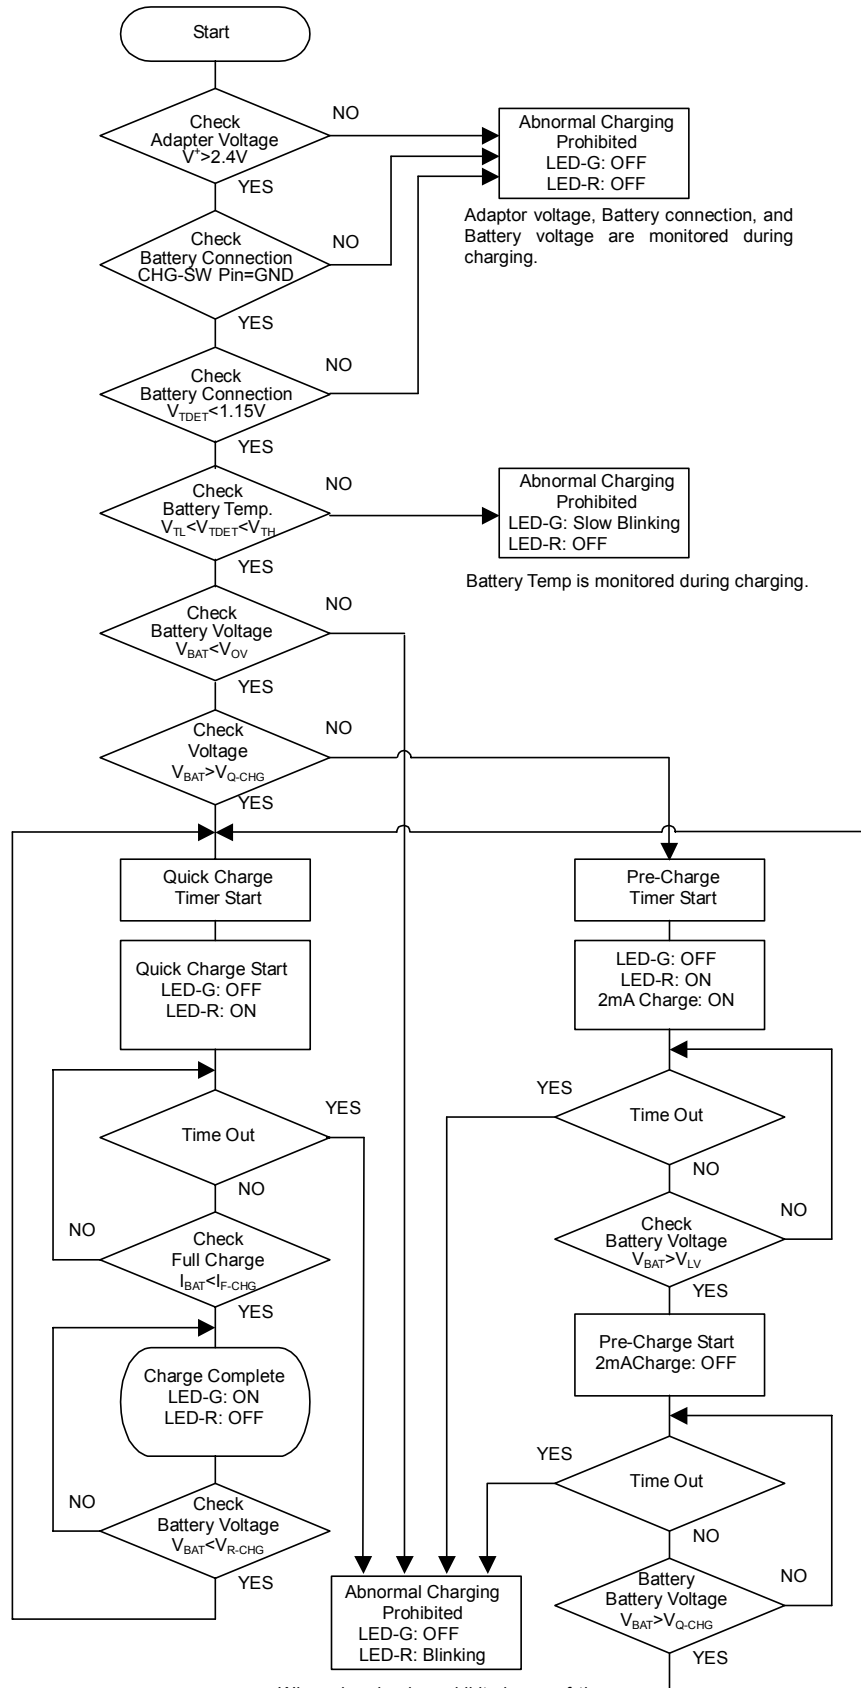 Start
Check
Adapter Voltage
V+>2.4V
NO
YES
Abnormal Charging
Prohibited
LED-G: OFF
LED-R: OFF
Adaptor voltage, Battery connection, and
Battery voltage are monitored during
charging.
Check
Battery Connection
CHG-SW Pin=GND
NO
YES
Check
Battery Connection
VTDET<1.15V
NO
YES
Check
Battery Temp.
VTL<VTDET<VTH
NO
YES
Abnormal Charging
Prohibited
LED-G: Slow Blinking
LED-R: OFF
Battery Temp is monitored during charging.
Check
Battery Voltage
VBAT<VOV
NO
YES
Check
Voltage
VBAT>VQ-CHG
NO
YES
Quick Charge
Timer Start
Quick Charge Start
LED-G: OFF
LED-R: ON
Time Out
YES
NO
Check
Full Charge
IBAT<IF-CHG
NO
YES
Charge Complete
LED-G: ON
LED-R: OFF
Check
Battery Voltage
VBAT<VR-CHG
NO
YES
Pre-Charge
Timer Start
LED-G: OFF
LED-R: ON
2mA Charge: ON
Time Out
YES
NO
Check
Battery Voltage
VBAT>VLV
NO
YES
Pre-Charge Start
2mACharge: OFF
Time Out
YES
NO
Battery
Battery Voltage
VBAT>VQ-CHG
NO
YES
Abnormal Charging
Prohibited
LED-G: OFF
LED-R: Blinking